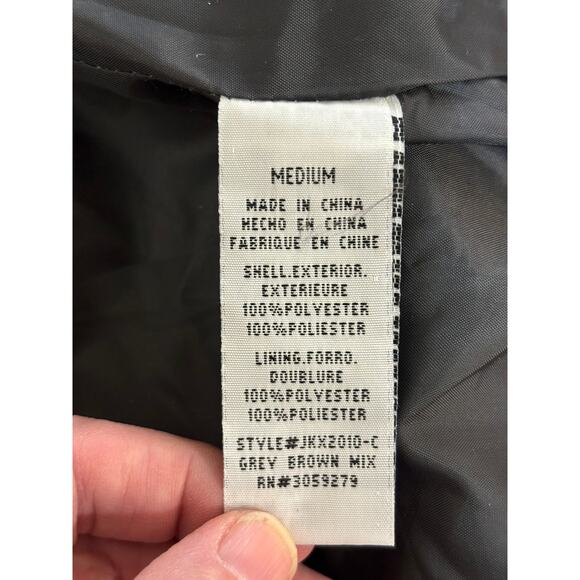 MEDIUM
MADE IN CHINA
HECHO EN CHINA
FABRIQUE EN CHINE
SHELL.EXTERIOR.
EXTERIEURE
100%POLYESTER
100%POLIESTER
LINING.FORRO.
DOUBLURE
100%POLYESTER
100%POLIESTER
STYLE#JKX2010-C
GREY BROWN MIX
RN#3059279